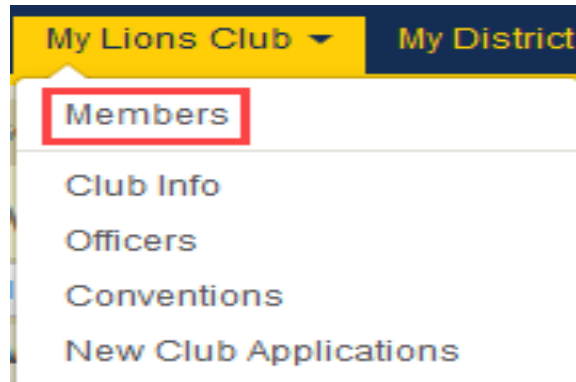 My Lions Club My District
Members
Club Info
Officers
Conventions
New Club Applications